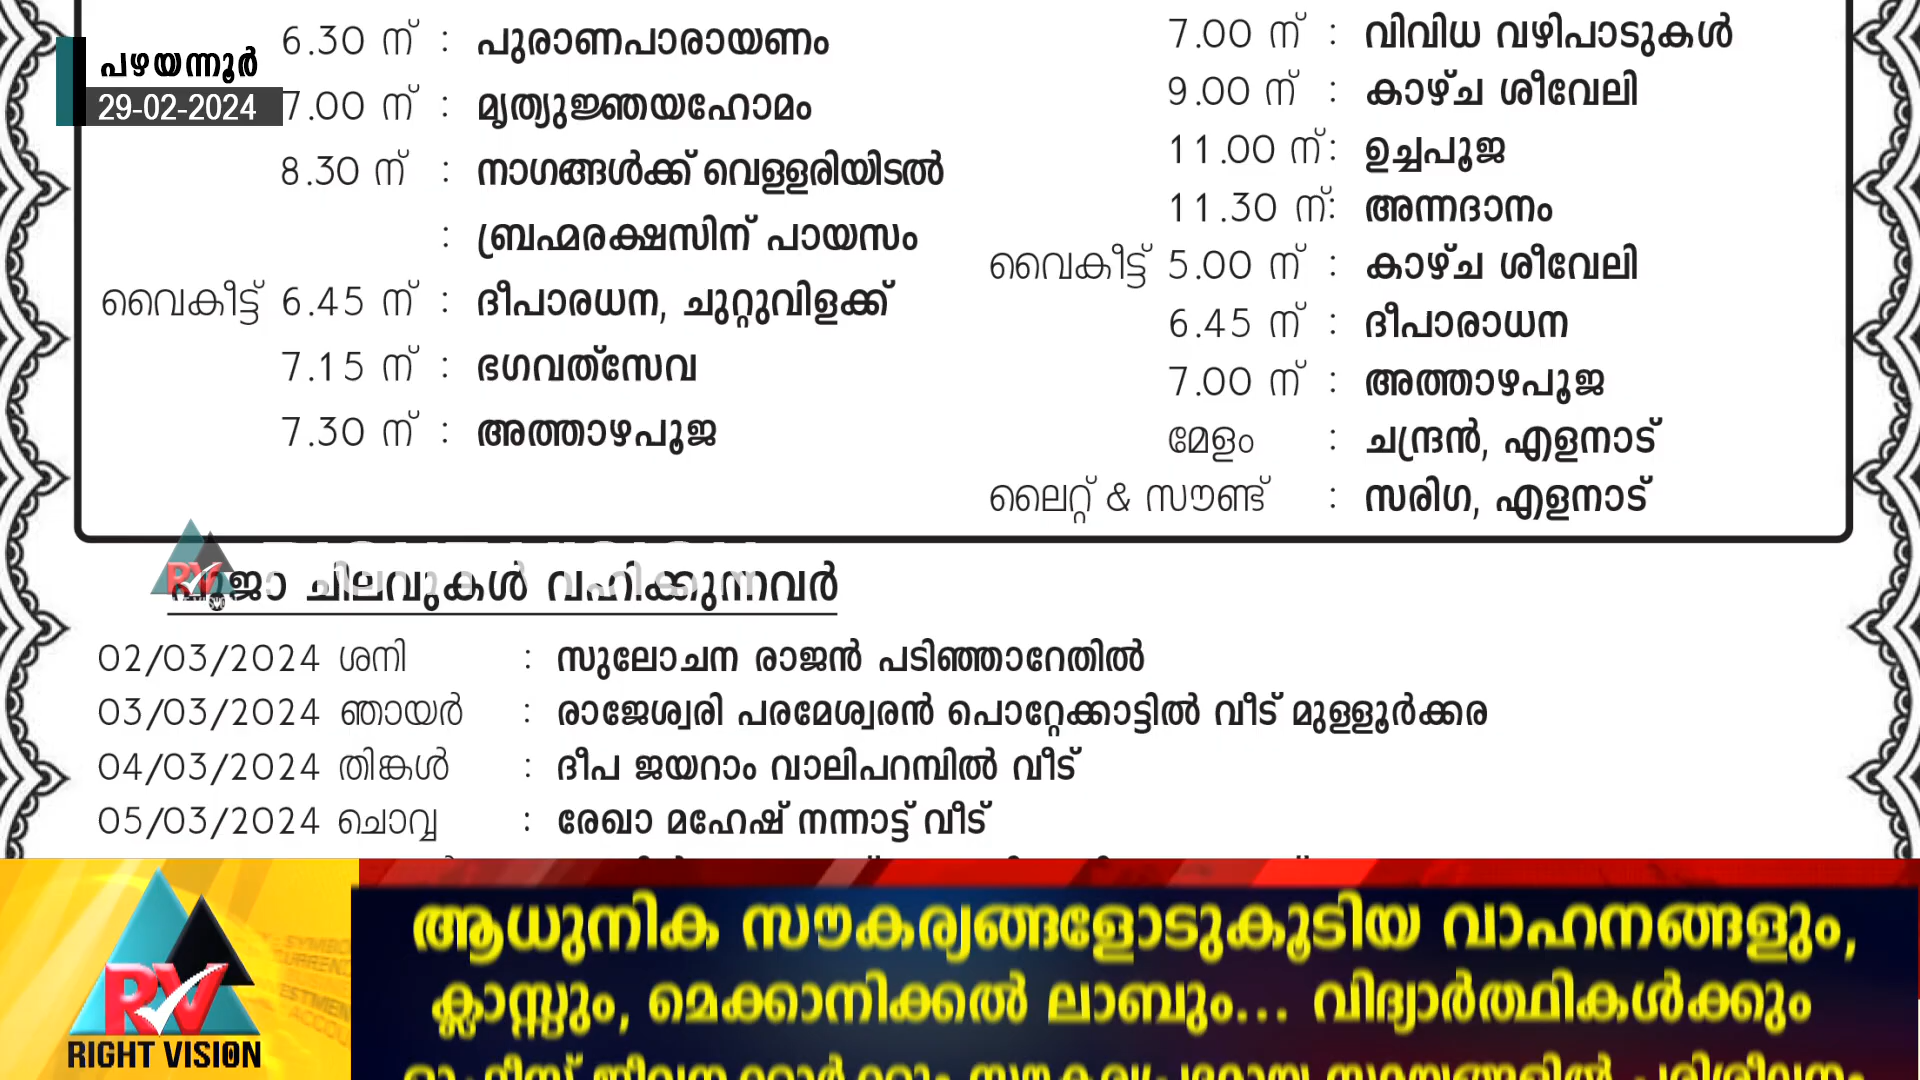 പഴയന്നൂർ
29-02-2024
6.30 ന് : പുരാണപാരായണം
7.00 ന് : മൃത്യുഞ്ജയഹോമം
8.30 ന് : നാഗങ്ങൾക്ക് വെള്ളരിയിടൽ
: ബ്രഹ്മരക്ഷസിന് പായസം
വൈകീട്ട് 6.45 ന് : ദീപാരധന, ചുറ്റുവിളക്ക്
7.15 ന് : ഭഗവത്സേവ
7.30 ന് : അത്താഴപൂജ
7.00 ന് : വിവിധ വഴിപാടുകൾ
9.00 ന് : കാഴ്ച ശീവേലി
11.00 ന് : ഉച്ചപൂജ
11.30 ന് : അന്നദാനം
വൈകീട്ട് 5.00 ന് : കാഴ്ച ശീവേലി
6.45 ന് : ദീപാരാധന
7.00 ന് : അത്താഴപൂജ
മേളം : ചന്ദ്രൻ, എളനാട്
ലൈറ്റ് & സൗണ്ട് : സരിഗ, എളനാട്
പൂജാ ചിലവുകൾ വഹിക്കുന്നവർ
02/03/2024 ശനി : സുലോചന രാജൻ പടിഞ്ഞാറേതിൽ
03/03/2024 ഞായർ : രാജേശ്വരി പരമേശ്വരൻ പൊറ്റേക്കാട്ടിൽ വീട് മുള്ളൂർക്കര
04/03/2024 തിങ്കൾ : ദീപ ജയറാം വാലിപറമ്പിൽ വീട്
05/03/2024 ചൊവ്വ : രേഖാ മഹേഷ് നന്നാട്ട് വീട്
RV
RIGHT VISION
ആധുനിക സൗകര്യങ്ങളോടുകൂടിയ വാഹനങ്ങളും,
ക്ലാസ്സും, മെക്കാനിക്കൽ ലാബും... വിദ്യാർത്ഥികൾക്കും